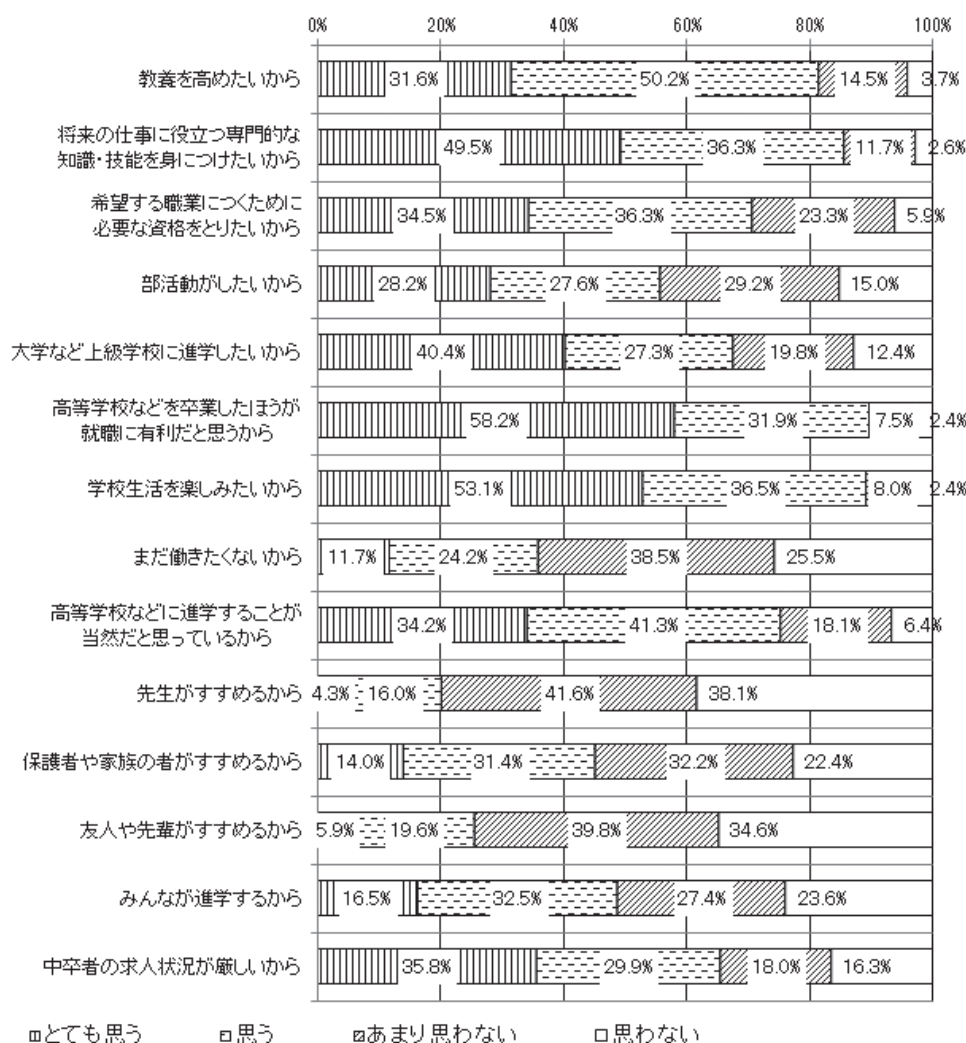 0% 20% 40% 60% 80% 100%
教養を高めたいから 31.6% 50.2% 14.5% 3.7%
将来の仕事に役立つ専門的な
知識・技能を身につけたいから 49.5% 36.3% 11.7% 2.6%
希望する職業につくために
必要な資格をとりたいから 34.5% 36.3% 23.3% 5.9%
部活動がしたいから 28.2% 27.6% 29.2% 15.0%
大学など上級学校に進学したいから 40.4% 27.3% 19.8% 12.4%
高等学校などを卒業したほうが
就職に有利だと思うから 58.2% 31.9% 7.5% 2.4%
学校生活を楽しみたいから 53.1% 36.5% 8.0% 2.4%
まだ働きたくないから 11.7% 24.2% 38.5% 25.5%
高等学校などに進学することが
当然だと思っているから 34.2% 41.3% 18.1% 6.4%
先生がすすめるから 4.3% 16.0% 41.6% 38.1%
保護者や家族の者がすすめるから 14.0% 31.4% 32.2% 22.4%
友人や先輩がすすめるから 5.9% 19.6% 39.8% 34.6%
みんなが進学するから 16.5% 32.5% 27.4% 23.6%
中卒者の求人状況が厳しいから 35.8% 29.9% 18.0% 16.3%
とても思う 思う あまり思わない 思わない